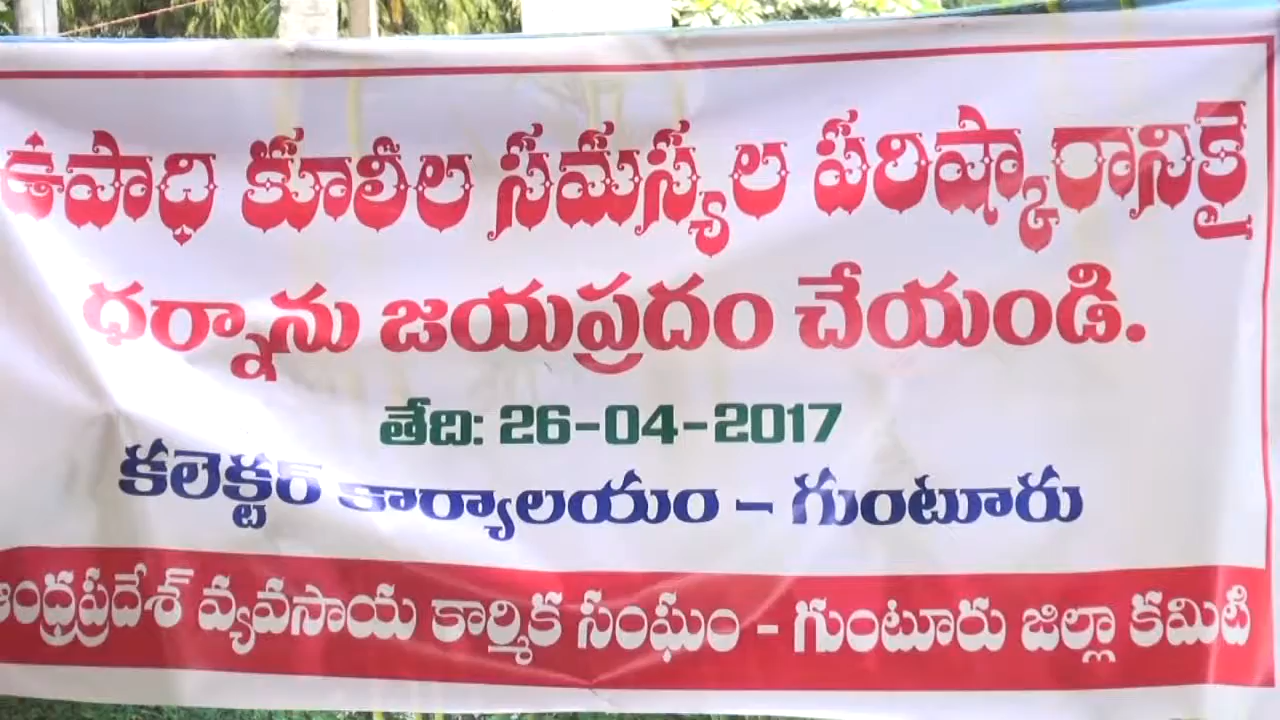 ఉపాధి కూలీల సమస్యల పరిష్కారానికై
ధర్నాను జయప్రదం చేయండి.
తేది: 26-04-2017
కలెక్టర్ కార్యాలయం - గుంటూరు
ఆంధ్రప్రదేశ్ వ్యవసాయ కార్మిక సంఘం - గుంటూరు జిల్లా కమిటి